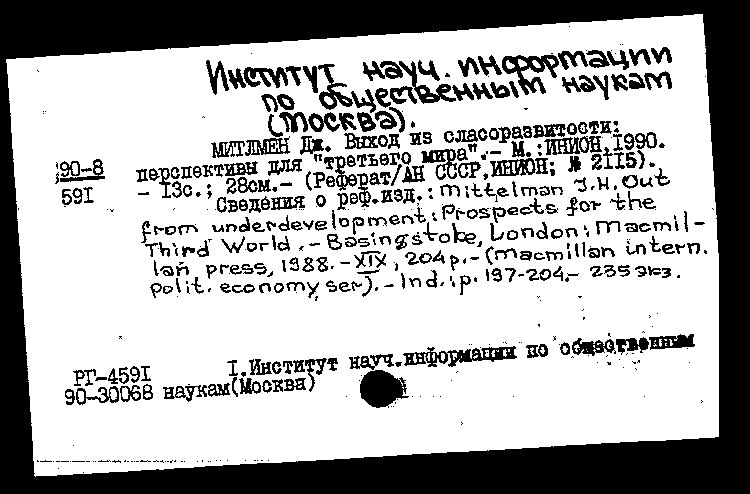 Институт науч. информации
по общественным наукам
(Москва).
МИТЛМЕН Дж. Выход из сласоразвитости:
90-8 перспективы для "третьего мира".- М.:ИНИОН,1990.
591 - 13с.; 28см.- (Реферат/АН СССР,ИНИОН; № 2115).
Сведения о реф.изд.: Mittelman J.H. Out
from underdevelopment: Prospects for the
Third World.- Basingstoke, London: Macmil-
lan press, 1988.-XIX, 204p.-(Macmillan intern.
polit. economy ser).-Ind.:p. 197-204.- 235 экз.
РГ-4591 I.Институт науч.информации по общественным
90-30068 наукам(Москва)